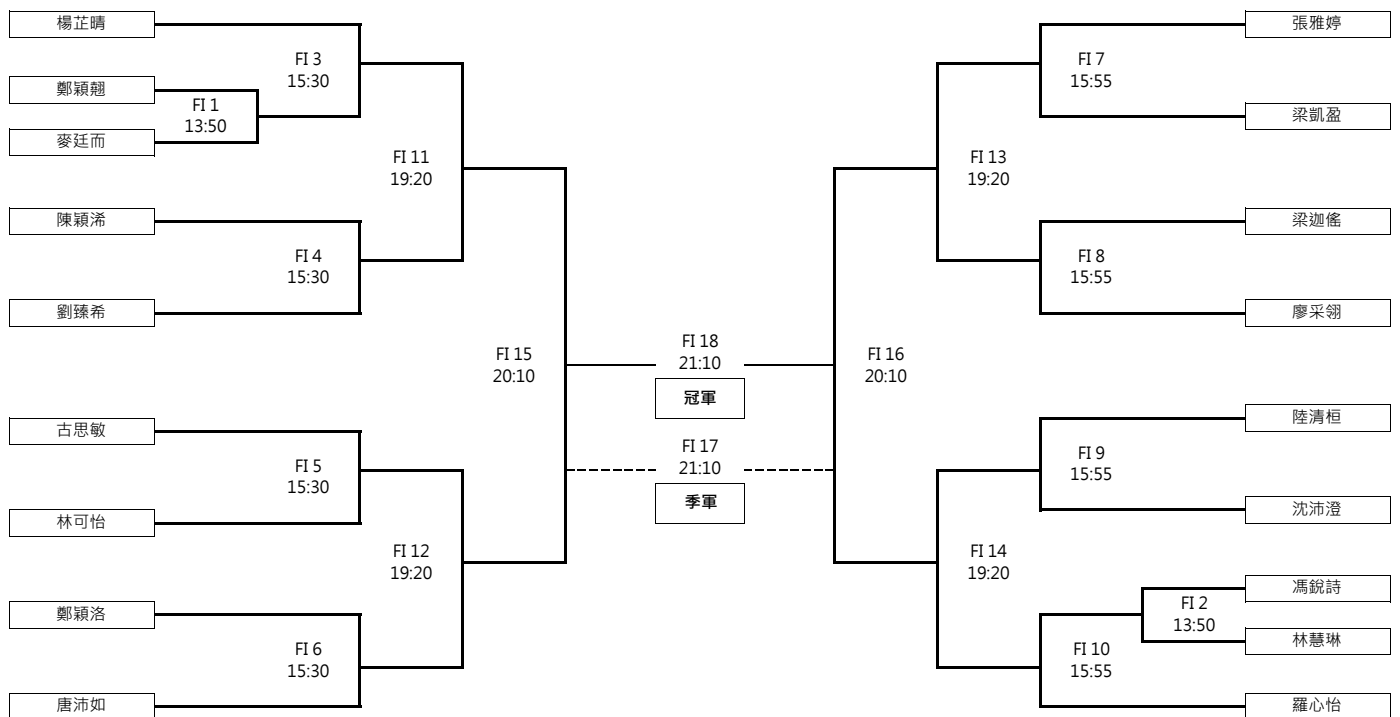 楊芷晴
FI 3
15:30
鄭穎翹
FI 1
13:50
麥廷而
FI 11
19:20
陳穎浠
FI 4
15:30
劉臻希
FI 15
20:10
古思敏
FI 5
15:30
林可怡
FI 12
19:20
鄭穎洛
FI 6
15:30
唐沛如
FI 18
21:10
冠軍
FI 17
21:10
季軍
張雅婷
FI 7
15:55
梁凱盈
FI 13
19:20
梁迦傜
FI 8
15:55
廖采翎
FI 16
20:10
陸清桓
FI 9
15:55
沈沛澄
FI 14
19:20
馮銳詩
FI 2
13:50
林慧琳
FI 10
15:55
羅心怡